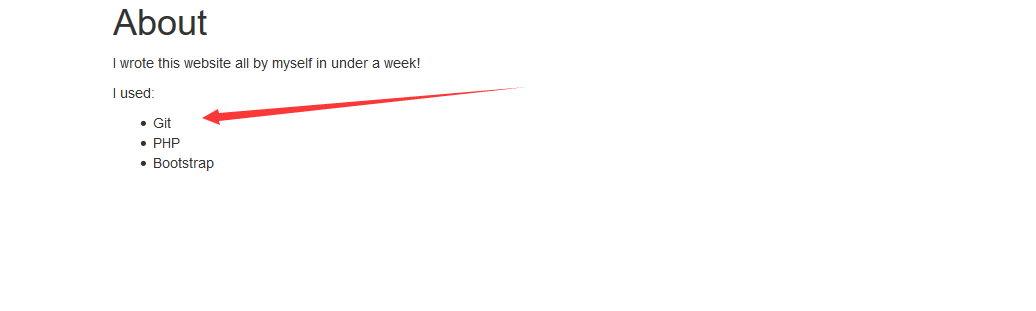 About
I wrote this website all by myself in under a week!
I used:
Git
PHP
Bootstrap